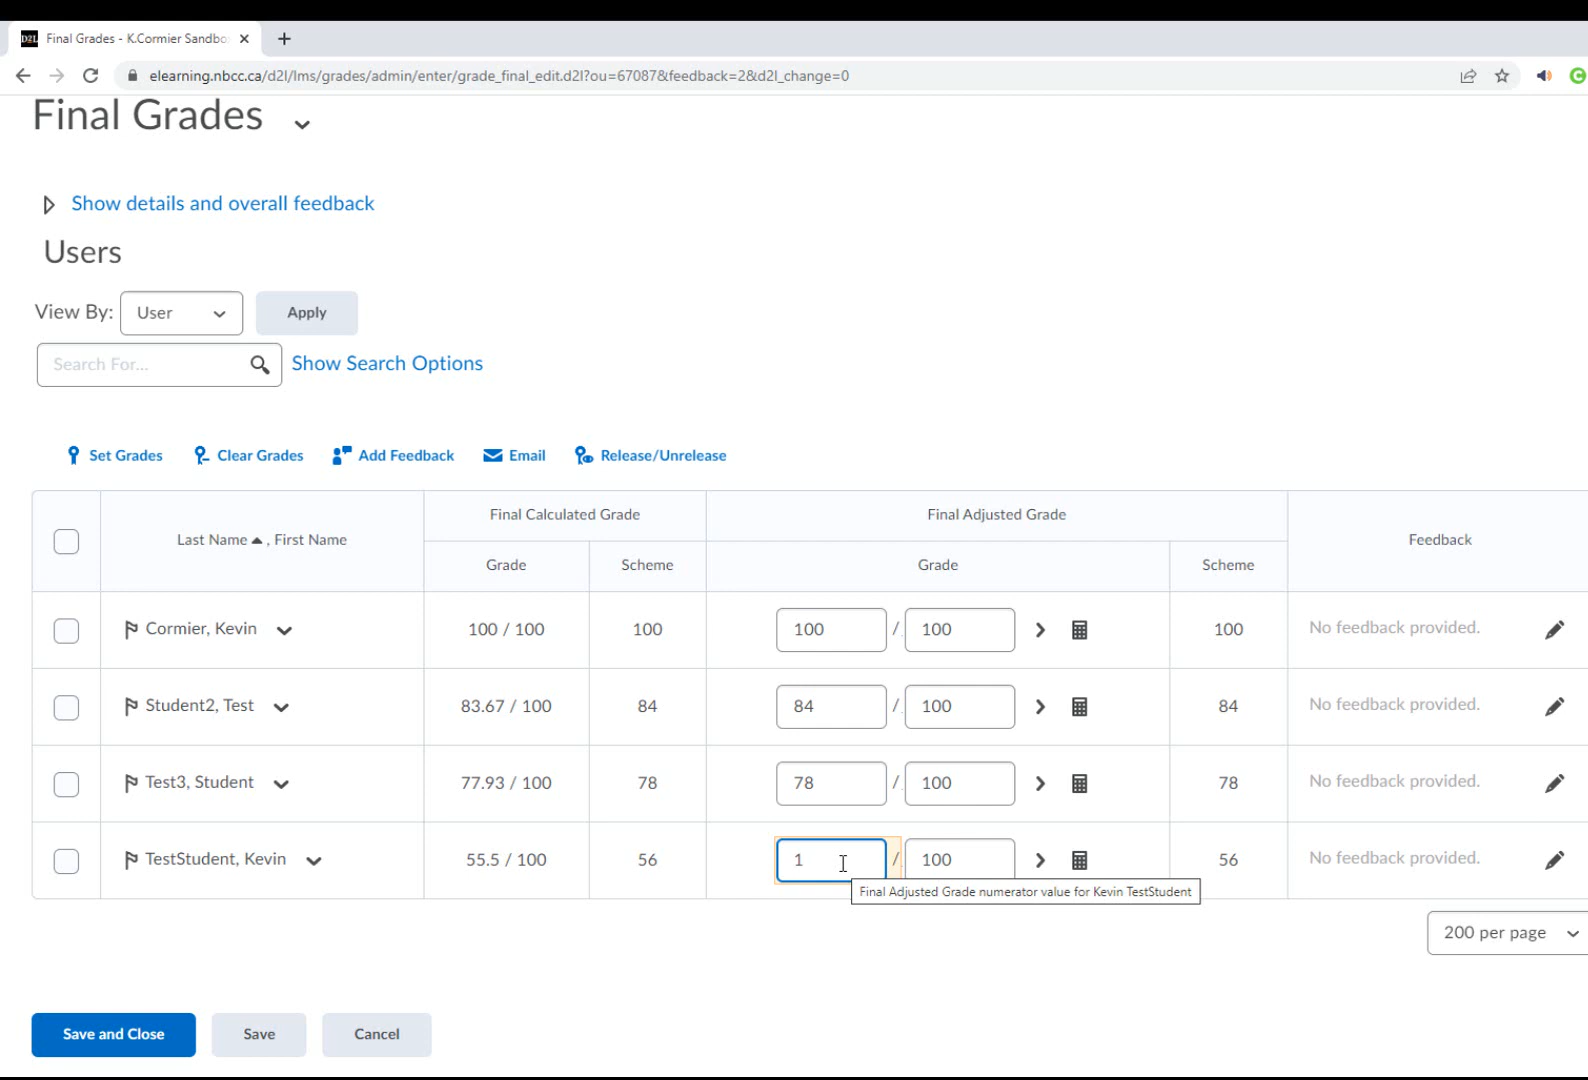 D2L Final Grades - K.Cormier Sandbo
elearning.nbcc.ca/d2l/lms/grades/admin/enter/grade_final_edit.d2l?ou=67087&feedback=2&d2l_change=0
Final Grades
Show details and overall feedback
Users
View By: User Apply
Search For... Show Search Options
Set Grades Clear Grades Add Feedback Email Release/Unrelease
Final Calculated Grade Final Adjusted Grade
Last Name , First Name Feedback
Grade Scheme Grade Scheme
Cormier, Kevin 100 / 100 100 100 / 100 100 No feedback provided.
Student2, Test 83.67 / 100 84 84 / 100 84 No feedback provided.
Test3, Student 77.93 / 100 78 78 / 100 78 No feedback provided.
TestStudent, Kevin 55.5 / 100 56 1 / 100 56 No feedback provided.
Final Adjusted Grade numerator value for Kevin TestStudent
200 per page
Save and Close Save Cancel